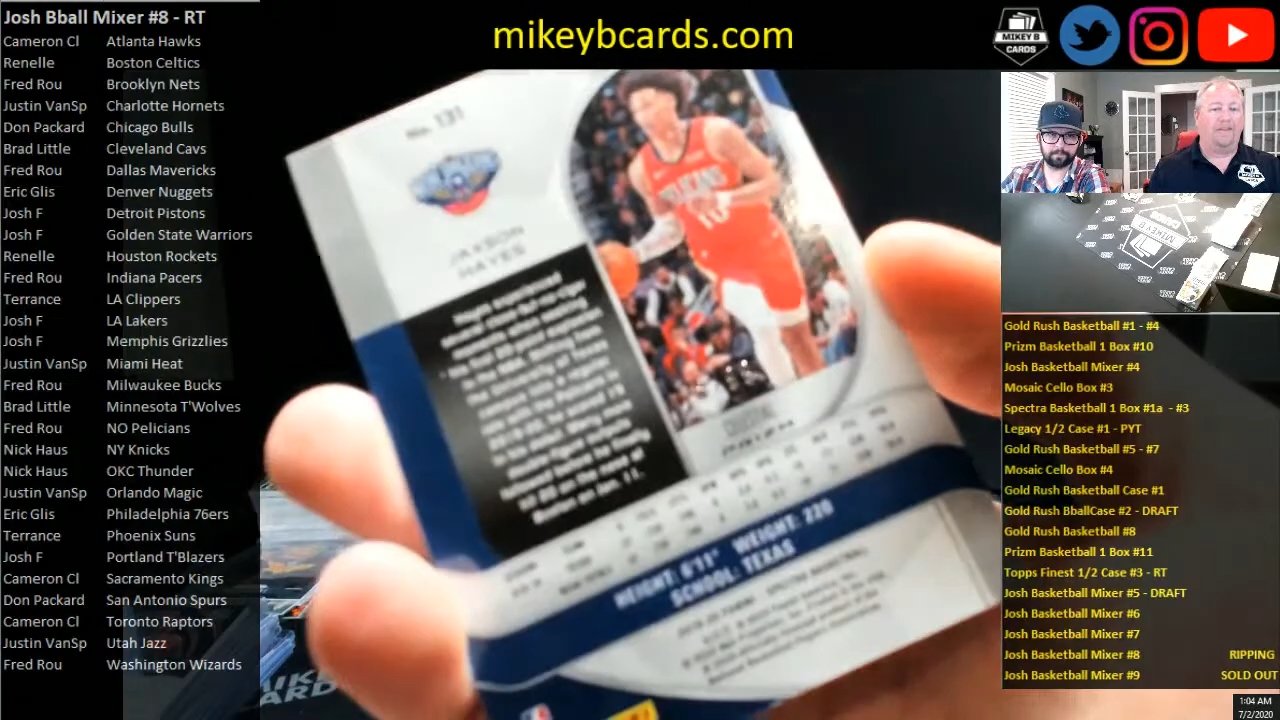 Josh Bball Mixer #8 - RT
Cameron Cl Atlanta Hawks
Renelle Boston Celtics
Fred Rou Brooklyn Nets
Justin VanSp Charlotte Hornets
Don Packard Chicago Bulls
Brad Little Cleveland Cavs
Fred Rou Dallas Mavericks
Eric Glis Denver Nuggets
Josh F Detroit Pistons
Josh F Golden State Warriors
Renelle Houston Rockets
Fred Rou Indiana Pacers
Terrance LA Clippers
Josh F LA Lakers
Josh F Memphis Grizzlies
Justin VanSp Miami Heat
Fred Rou Milwaukee Bucks
Brad Little Minnesota T'Wolves
Fred Rou NO Pelicians
Nick Haus NY Knicks
Nick Haus OKC Thunder
Justin VanSp Orlando Magic
Eric Glis Philadelphia 76ers
Terrance Phoenix Suns
Josh F Portland T'Blazers
Cameron Cl Sacramento Kings
Don Packard San Antonio Spurs
Cameron Cl Toronto Raptors
Justin VanSp Utah Jazz
Fred Rou Washington Wizards
mikeybcards.com
MIKEY B
CARDS
No. 131
JAXSON
HAYES
PELICANS
10
HEIGHT: 6'11" WEIGHT: 220
SCHOOL: TEXAS
MIKEY B
Gold Rush Basketball #1 - #4
Prizm Basketball 1 Box #10
Josh Basketball Mixer #4
Mosaic Cello Box #3
Spectra Basketball 1 Box #1a - #3
Legacy 1/2 Case #1 - PYT
Gold Rush Basketball #5 - #7
Mosaic Cello Box #4
Gold Rush Basketball Case #1
Gold Rush BballCase #2 - DRAFT
Gold Rush Basketball #8
Prizm Basketball 1 Box #11
Topps Finest 1/2 Case #3 - RT
Josh Basketball Mixer #5 - DRAFT
Josh Basketball Mixer #6
Josh Basketball Mixer #7
Josh Basketball Mixer #8 RIPPING
Josh Basketball Mixer #9 SOLD OUT
1:04 AM
7/2/2020